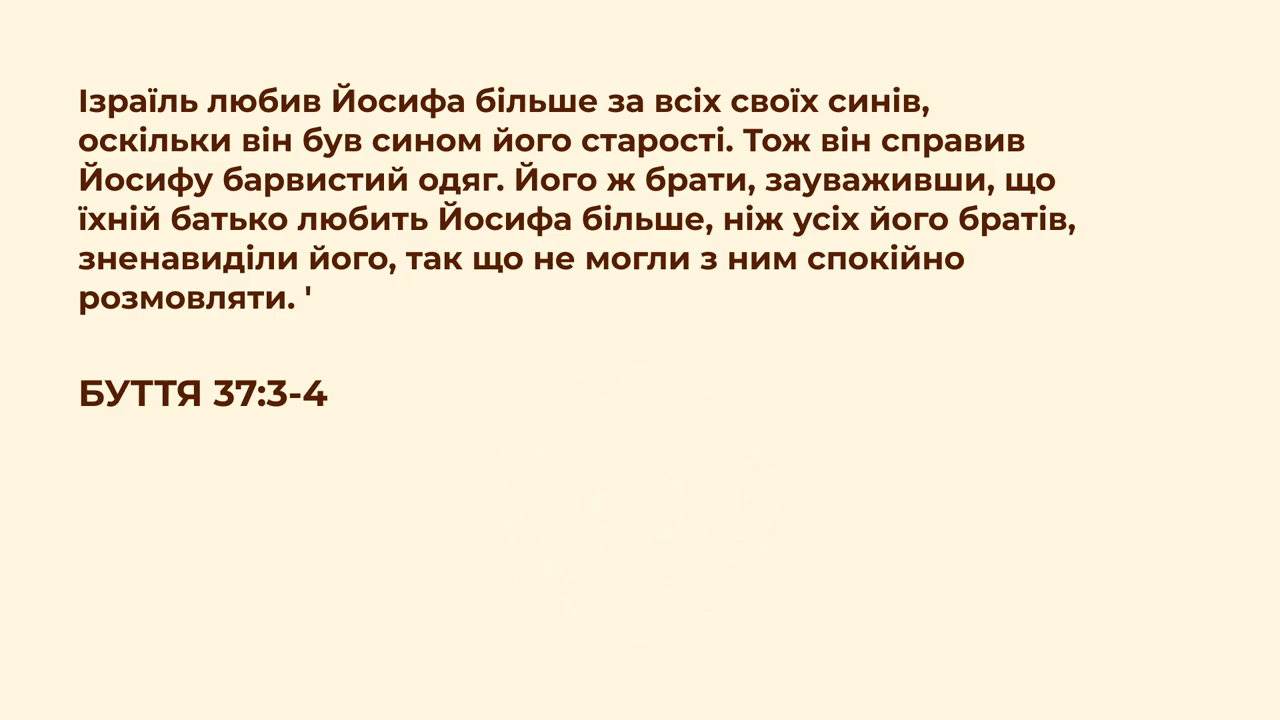 Ізраїль любив Йосифа більше за всіх своїх синів,
оскільки він був сином його старості. Тож він справив
Йосифу барвистий одяг. Його ж брати, зауваживши, що
їхній батько любить Йосифа більше, ніж усіх його братів,
зненавиділи його, так що не могли з ним спокійно
розмовляти. '
БУТТЯ 37:3-4